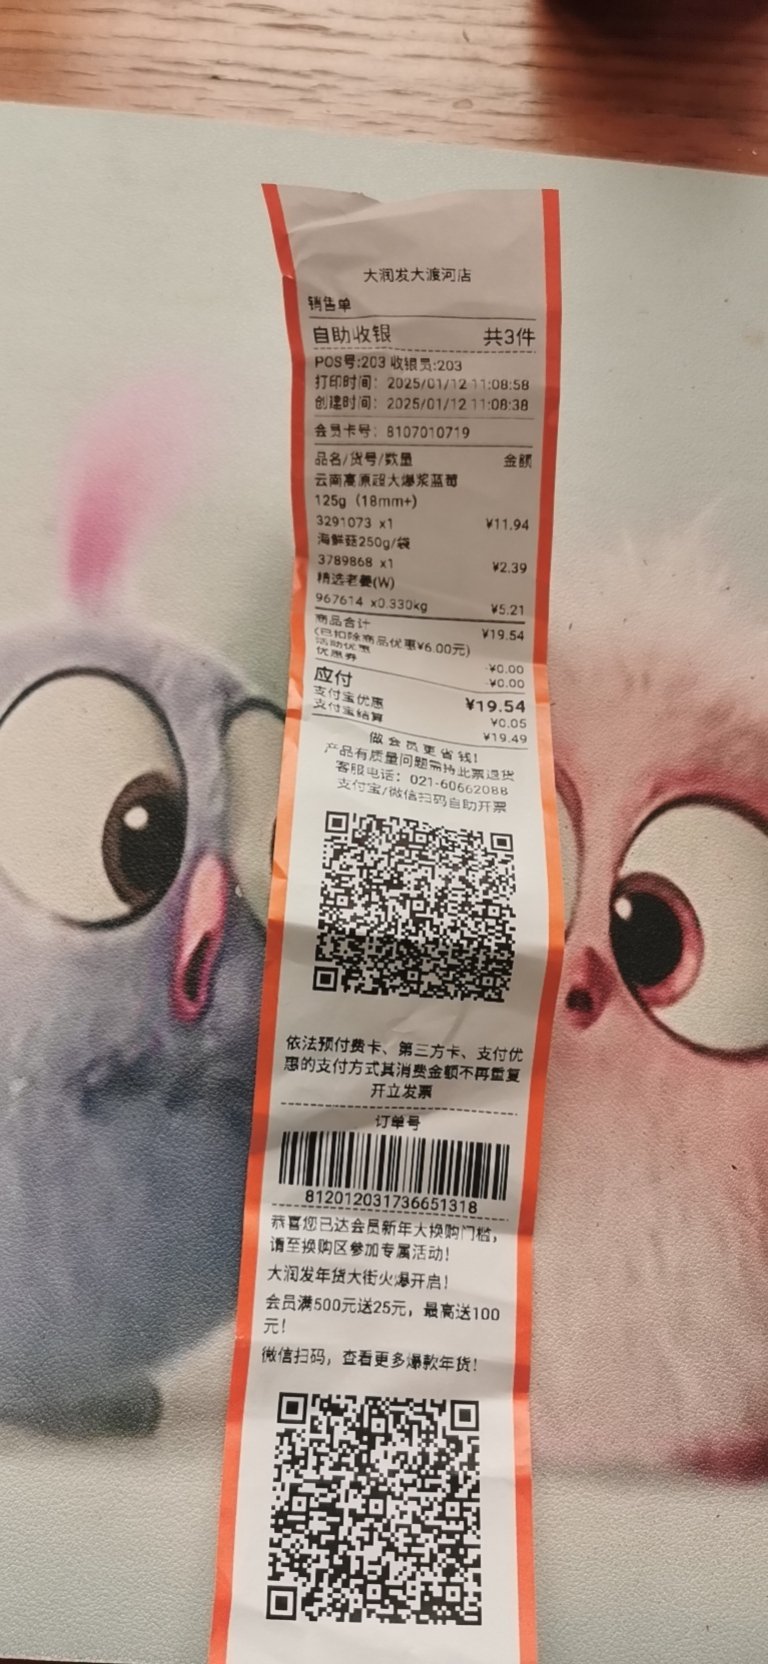 大润发大渡河店
销售单
自助收银 共3件
POS号:203 收银员:203
打印时间: 2025/01/12 11:08:58
创建时间: 2025/01/12 11:08:38
会员卡号: 8107010719
品名/货号/数量 金额
云南高原超大爆浆蓝莓
125g (18mm+)
3291073 x1 ¥11.94
海鲜菇250g/袋
3789868 x1 ¥2.39
精选老姜(W)
967614 x0.330kg ¥5.21
商品合计 ¥19.54
(已扣除商品优惠¥6.00元)
活动优惠 -¥0.00
优惠券 -¥0.00
应付 ¥19.54
支付宝优惠 ¥0.05
支付宝结算 ¥19.49
做会员更省钱!
产品有质量问题需持此票退货
客服电话: 021-60662088
支付宝/微信扫码自助开票
依法预付费卡、第三方卡、支付优
惠的支付方式其消费金额不再重复
开立发票
订单号
812012031736651318
恭喜您已达会员新年大换购门槛,
请至换购区参加专属活动!
大润发年货大街火爆开启!
会员满500元送25元, 最高送100
元!
微信扫码, 查看更多爆款年货!